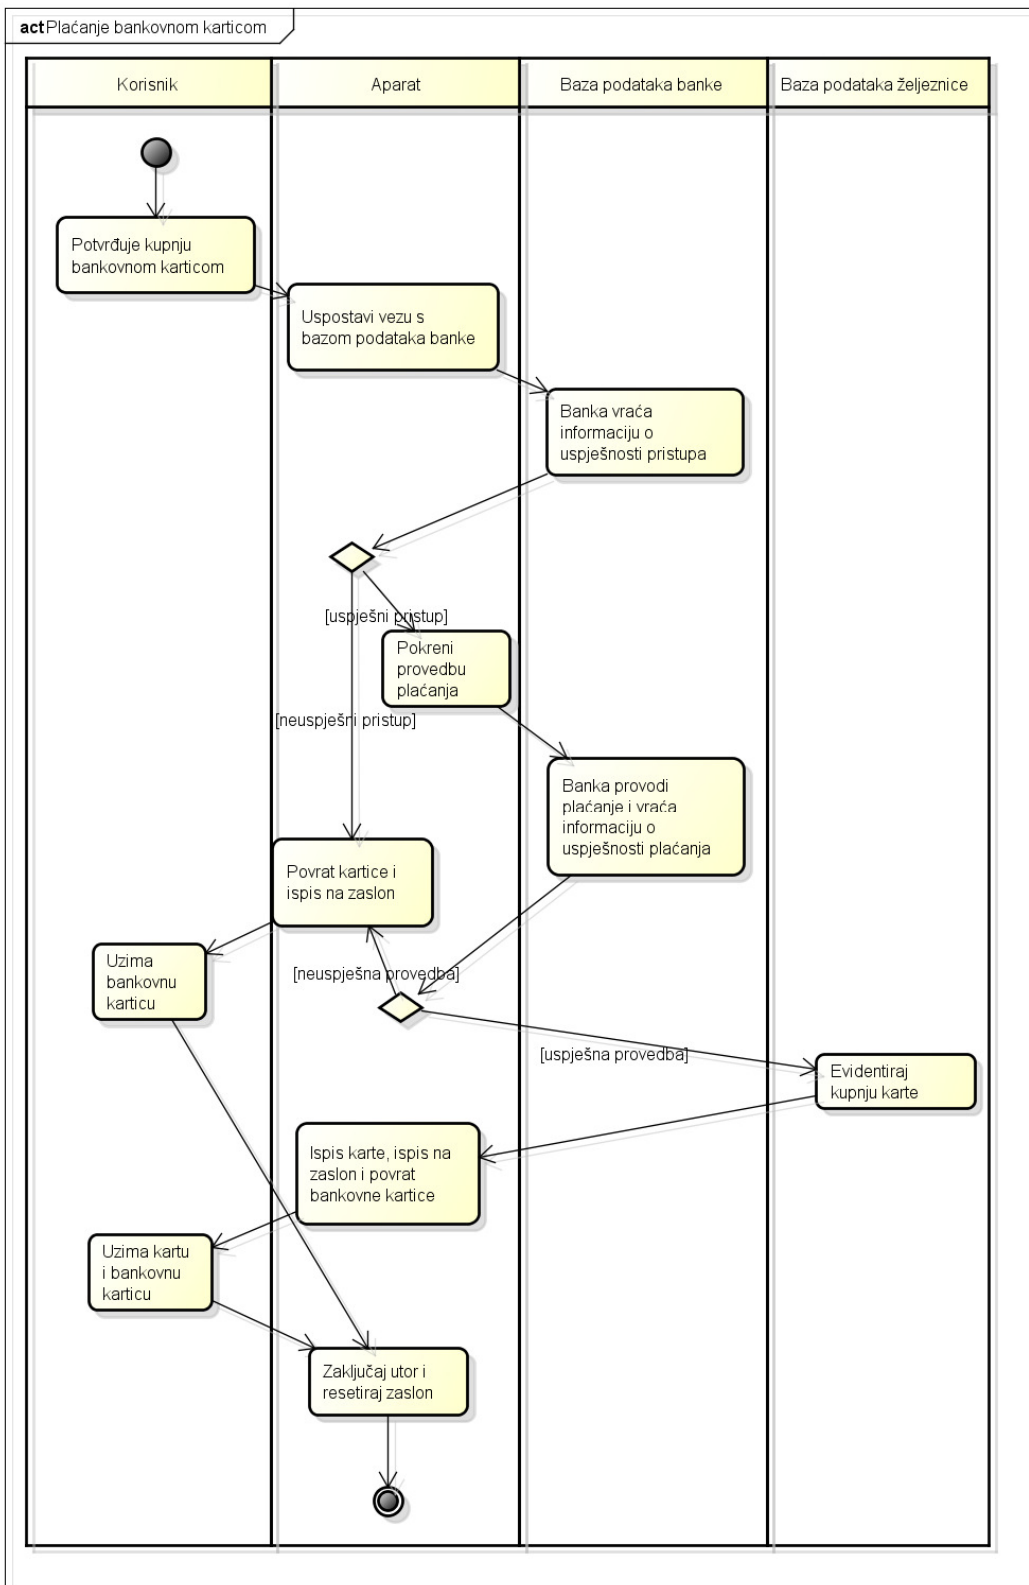 act Plaćanje bankovnom karticom
Korisnik
Aparat
Baza podataka banke
Baza podataka željeznice
Potvrđuje kupnju
bankovnom karticom
Uspostavi vezu s
bazom podataka banke
Banka vraća
informaciju o
uspješnosti pristupa
[uspješni pristup]
Pokreni
provedbu
plaćanja
[neuspješni pristup]
Banka provodi
plaćanje i vraća
informaciju o
uspješnosti plaćanja
Povrat kartice i
ispis na zaslon
Uzima
bankovnu
karticu
[neuspješna provedba]
[uspješna provedba]
Evidentiraj
kupnju karte
Ispis karte, ispis na
zaslon i povrat
bankovne kartice
Uzima kartu
i bankovnu
karticu
Zaključaj utor i
resetiraj zaslon